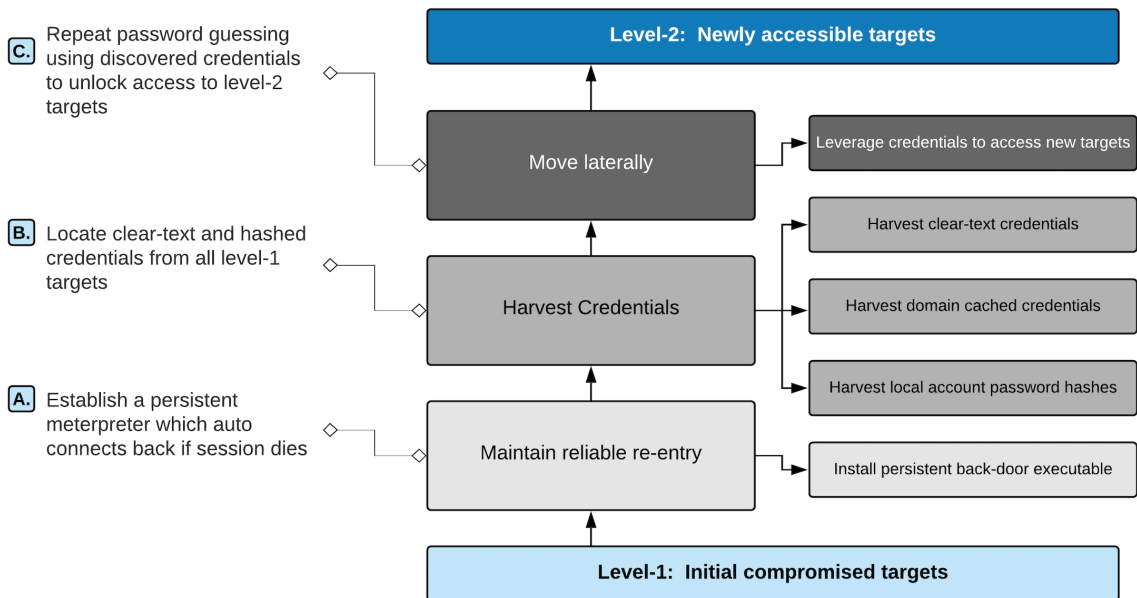 C.
Repeat password guessing
using discovered credentials
to unlock access to level-2
targets
Level-2:  Newly accessible targets
Move laterally
Leverage credentials to access new targets
B.
Locate clear-text and hashed
credentials from all level-1
targets
Harvest Credentials
Harvest clear-text credentials
Harvest domain cached credentials
Harvest local account password hashes
A.
Establish a persistent
meterpreter which auto
connects back if session dies
Maintain reliable re-entry
Install persistent back-door executable
Level-1:  Initial compromised targets